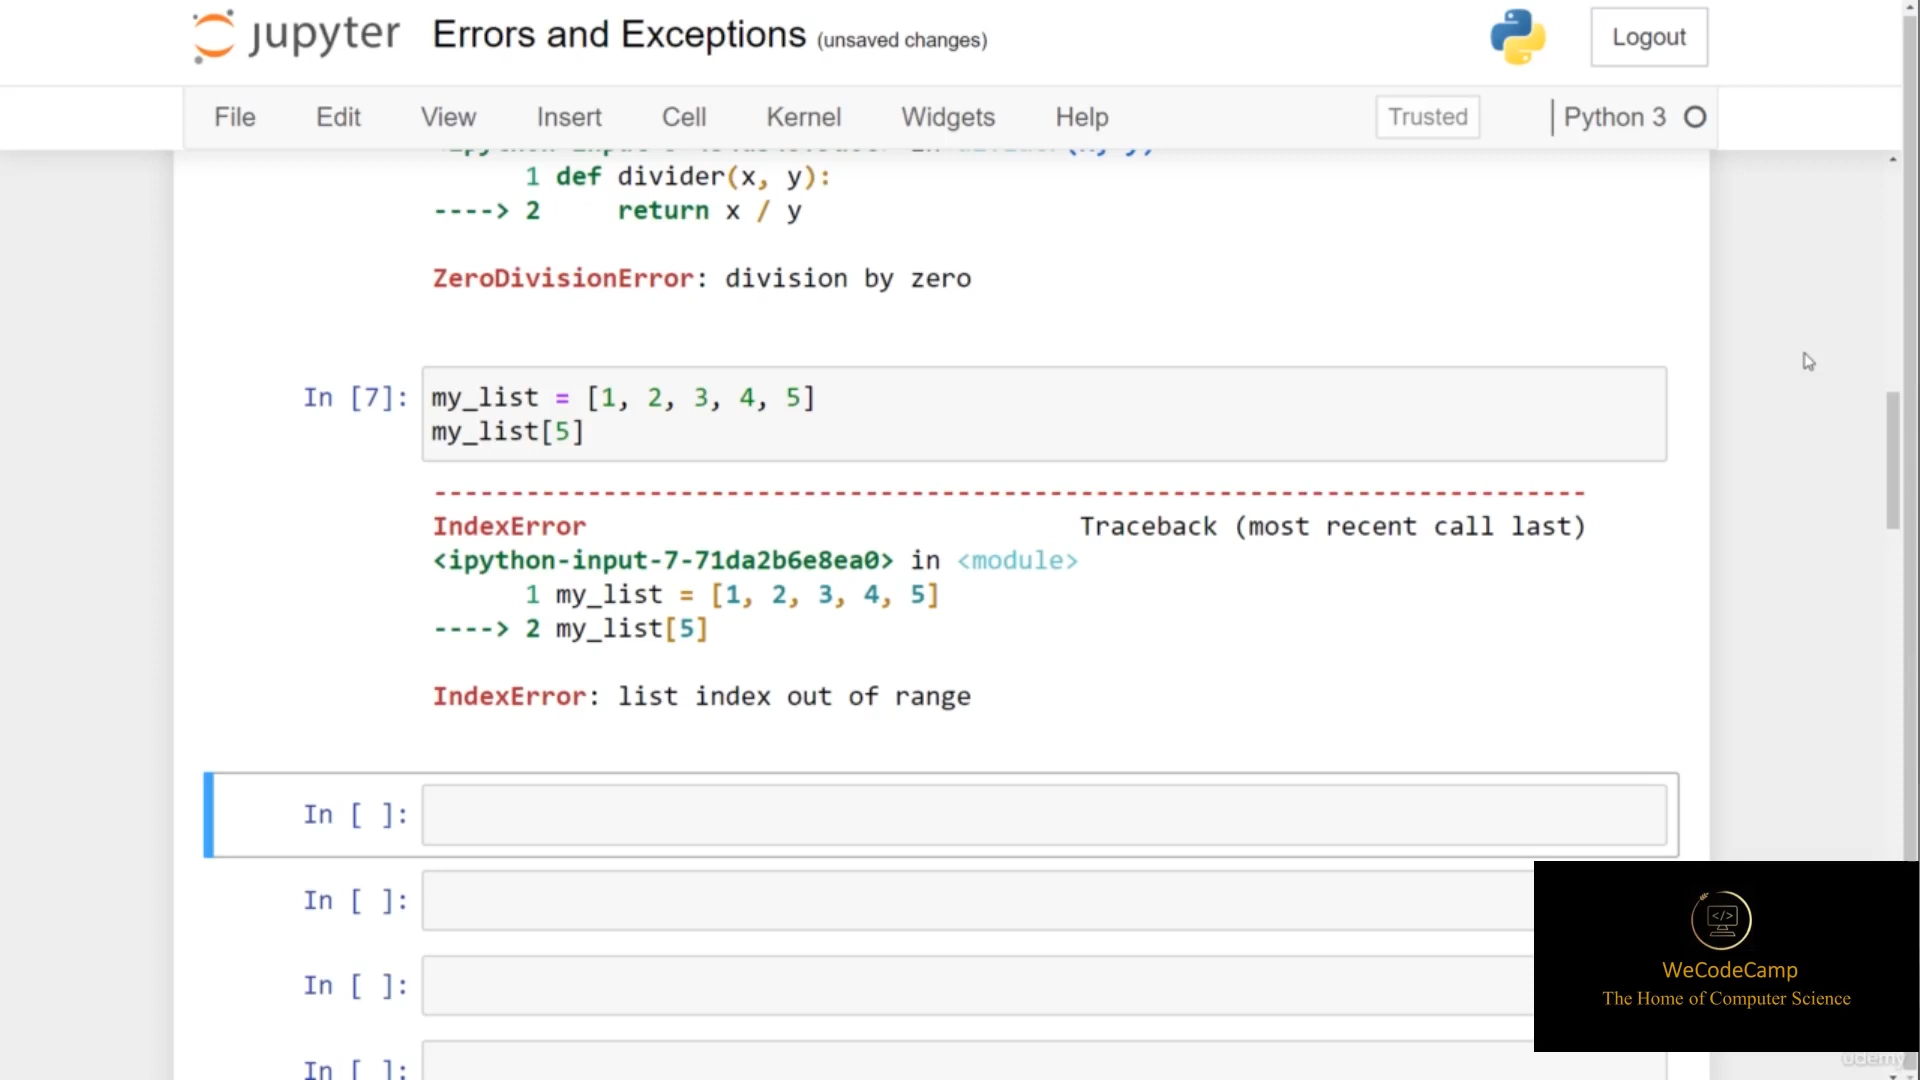 jupyter Errors and Exceptions (unsaved changes) Logout
File Edit View Insert Cell Kernel Widgets Help Trusted Python 3
1 def divider(x, y):
----> 2 return x / y
ZeroDivisionError: division by zero
In [7]: my_list = [1, 2, 3, 4, 5]
my_list[5]
---------------------------------------------------------------------------
IndexError Traceback (most recent call last)
<ipython-input-7-71da2b6e8ea0> in <module>
1 my_list = [1, 2, 3, 4, 5]
----> 2 my_list[5]
IndexError: list index out of range
In [ ]:
In [ ]:
In [ ]:
In [ ]:
WeCodeCamp
The Home of Computer Science
udemy